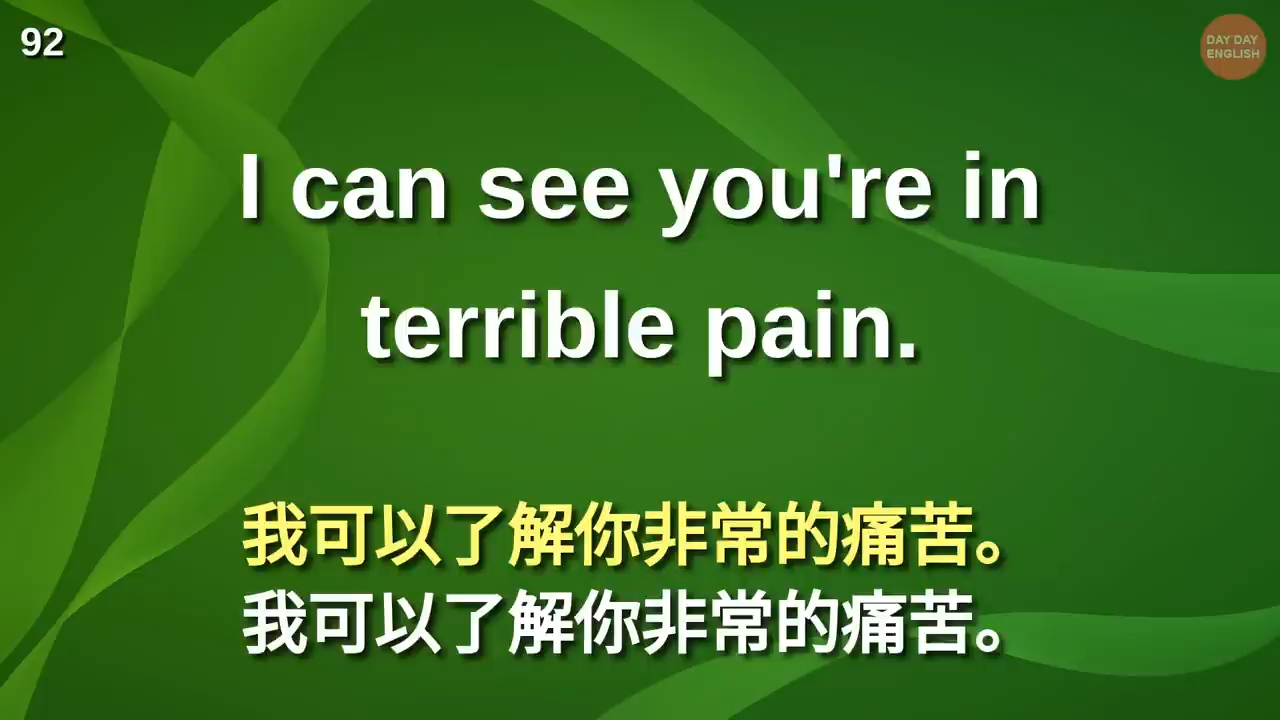 92
DAY DAY
ENGLISH
I can see you're in
terrible pain.
我可以了解你非常的痛苦。
我可以了解你非常的痛苦。